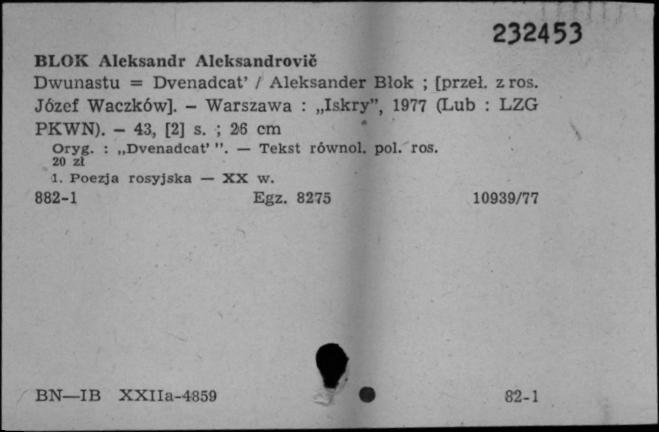 232453
BLOK Aleksandr Aleksandrovič
Dwunastu = Dvenadcat' / Aleksander Błok ; [przeł. z ros.
Józef Waczków]. — Warszawa : „Iskry”, 1977 (Lub : LZG
PKWN). — 43, [2] s. ; 26 cm
Oryg. : „Dvenadcat' ”. — Tekst równol. pol. ros.
20 zł
1. Poezja rosyjska — XX w.
882-1 Egz. 8275 10939/77
BN—IB XXIIa-4859 82-1